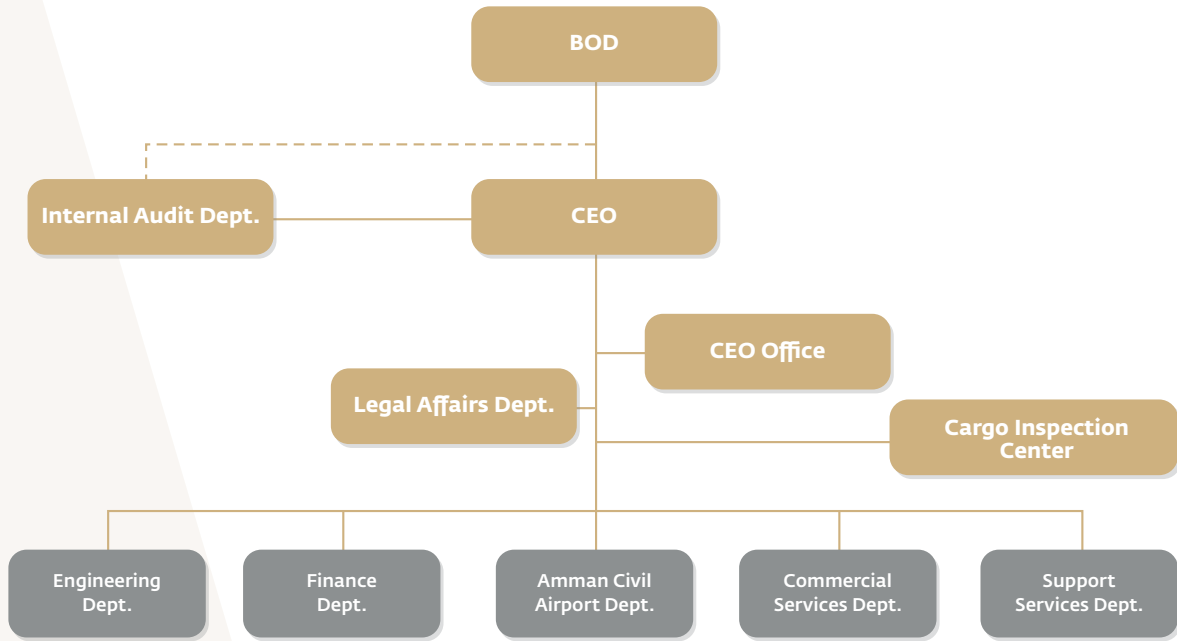 BOD
Internal Audit Dept.
CEO
CEO Office
Legal Affairs Dept.
Cargo Inspection
Center
Engineering
Dept.
Finance
Dept.
Amman Civil
Airport Dept.
Commercial
Services Dept.
Support
Services Dept.